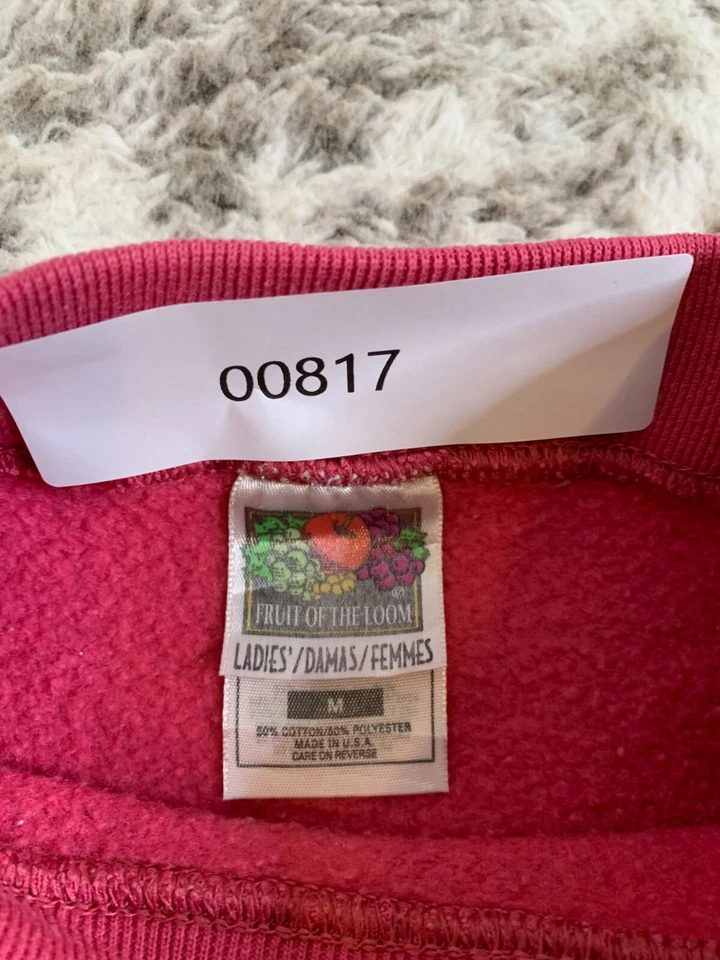 00817
®
FRUIT OF THE LOOM
LADIES'/DAMAS/FEMMES
M
50% COTTON/50% POLYESTER
MADE IN U.S.A.
CARE ON REVERSE